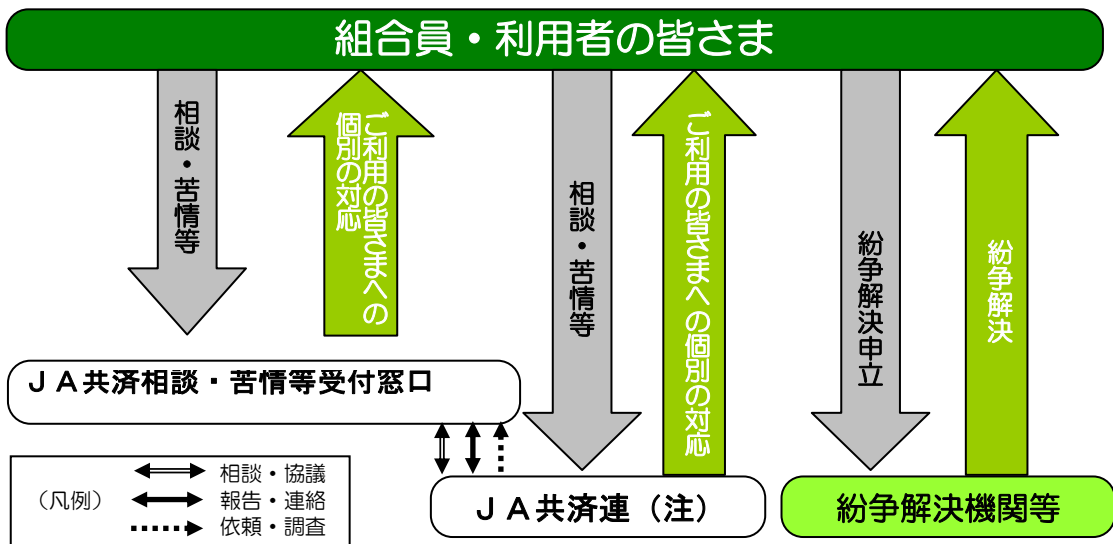 組合員・利用者の皆さま
相談・苦情等
ご利用の皆さまへの
個別の対応
相談・苦情等
ご利用の皆さまへの個別の対応
紛争解決申立
紛争解決
ＪＡ共済相談・苦情等受付窓口
（凡例）
相談・協議
報告・連絡
依頼・調査
ＪＡ共済連（注）
紛争解決機関等